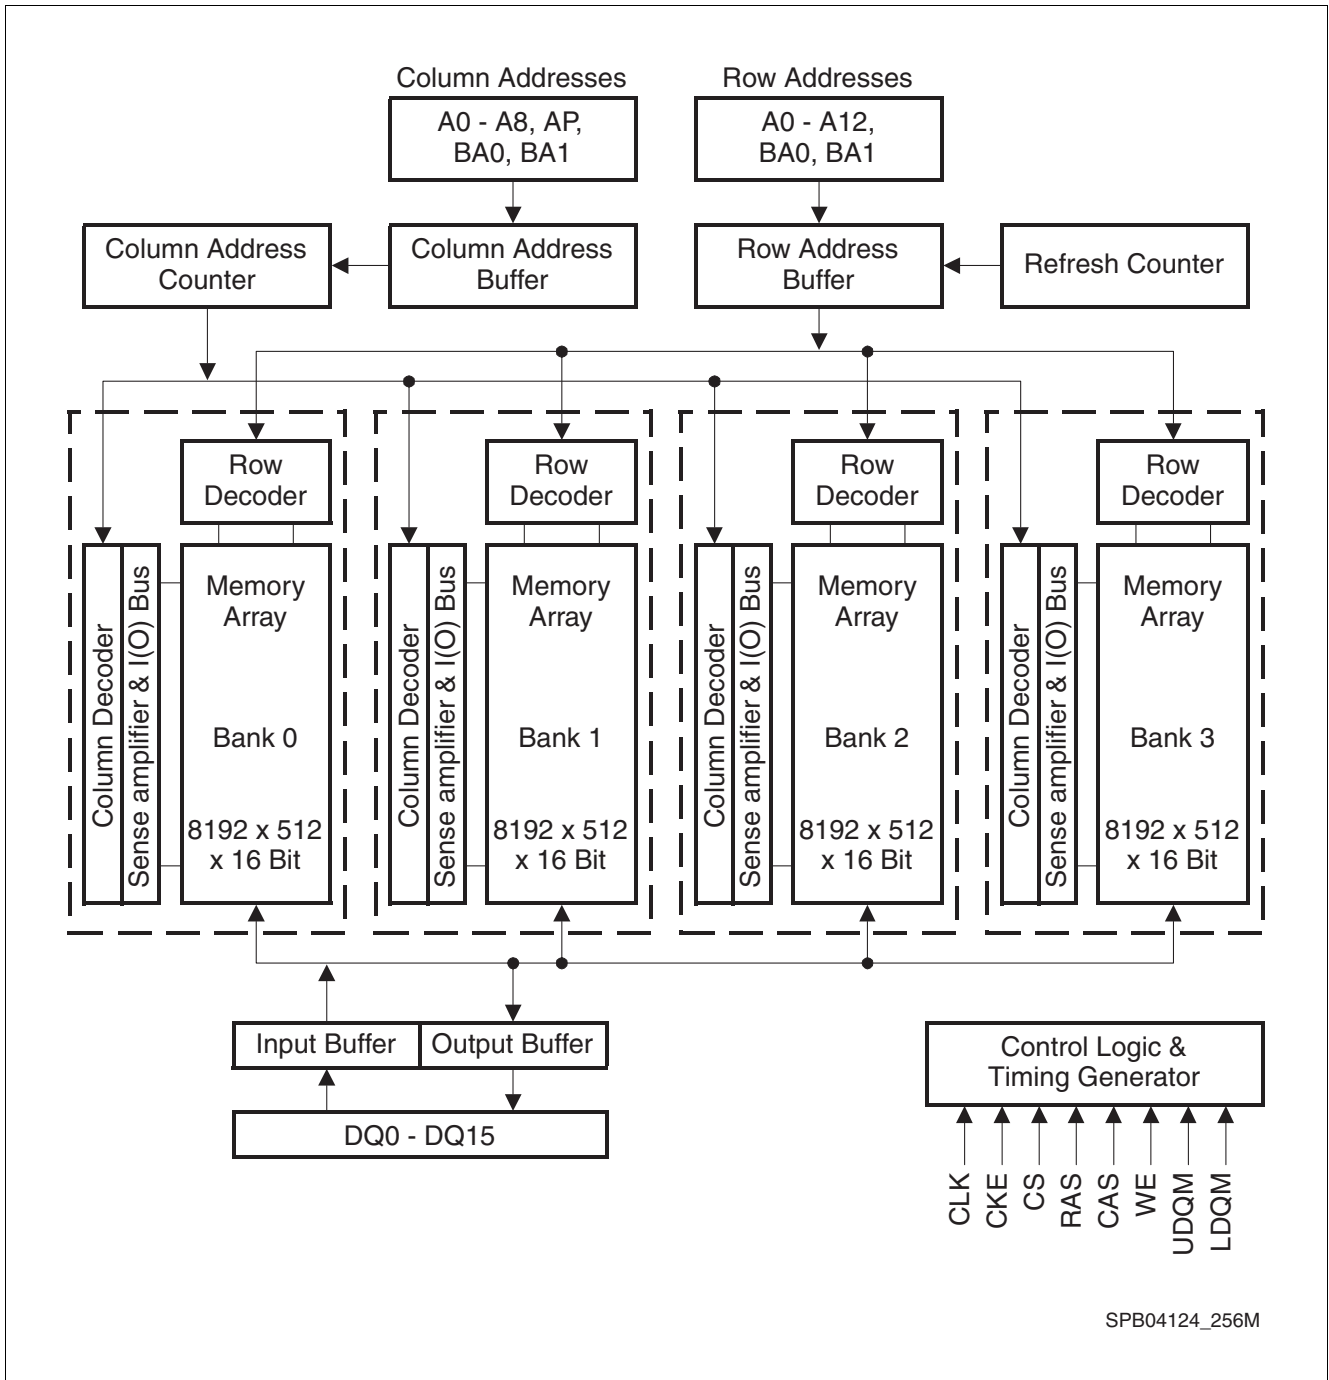 Column Addresses
Row Addresses
A0 - A8, AP,
BA0, BA1
A0 - A12,
BA0, BA1
Column Address
Counter
Column Address
Buffer
Row Address
Buffer
Refresh Counter
Row
Decoder
Row
Decoder
Row
Decoder
Row
Decoder
Column Decoder
Sense amplifier & I(O) Bus
Memory
Array
Bank 0
8192 x 512
x 16 Bit
Column Decoder
Sense amplifier & I(O) Bus
Memory
Array
Bank 1
8192 x 512
x 16 Bit
Column Decoder
Sense amplifier & I(O) Bus
Memory
Array
Bank 2
8192 x 512
x 16 Bit
Column Decoder
Sense amplifier & I(O) Bus
Memory
Array
Bank 3
8192 x 512
x 16 Bit
Input Buffer
Output Buffer
DQ0 - DQ15
Control Logic &
Timing Generator
CLK
CKE
CS
RAS
CAS
WE
UDQM
LDQM
SPB04124_256M